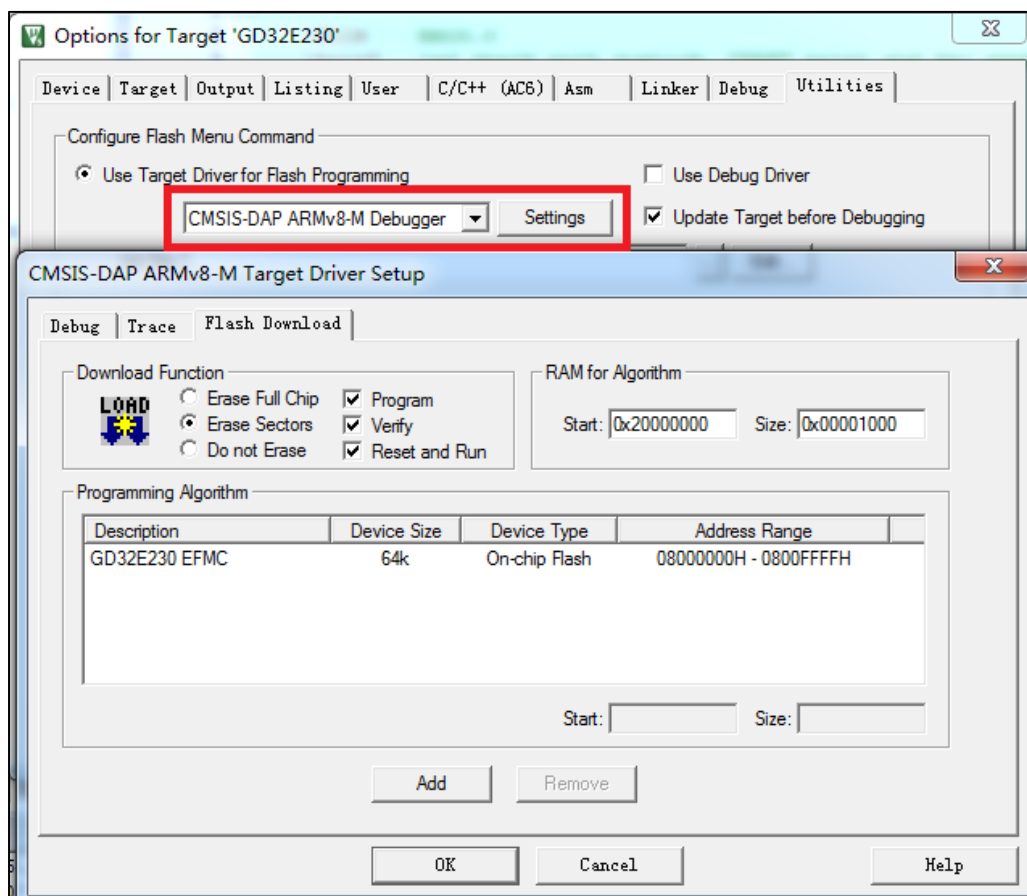 Options for Target 'GD32E230'
Device Target Output Listing User C/C++ (AC6) Asm Linker Debug Utilities
Configure Flash Menu Command
Use Target Driver for Flash Programming Use Debug Driver
CMSIS-DAP ARMv8-M Debugger Settings Update Target before Debugging
CMSIS-DAP ARMv8-M Target Driver Setup
Debug Trace Flash Download
Download Function RAM for Algorithm
LOAD Erase Full Chip Program
Erase Sectors Verify Start: 0x20000000 Size: 0x00001000
Do not Erase Reset and Run
Programming Algorithm
Description Device Size Device Type Address Range
GD32E230 EFMC 64k On-chip Flash 08000000H - 0800FFFFH
Start: Size:
Add Remove
OK Cancel Help